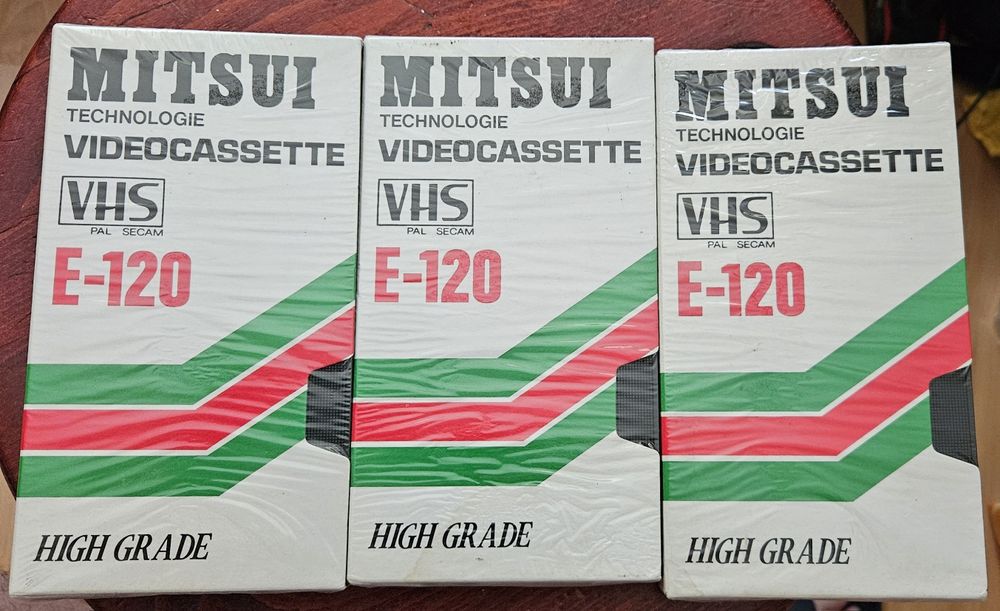 MITSUI
TECHNOLOGIE
VIDEOCASSETTE
VHS
PAL SECAM
E-120
HIGH GRADE
MITSUI
TECHNOLOGIE
VIDEOCASSETTE
VHS
PAL SECAM
E-120
HIGH GRADE
MITSUI
TECHNOLOGIE
VIDEOCASSETTE
VHS
PAL SECAM
E-120
HIGH GRADE